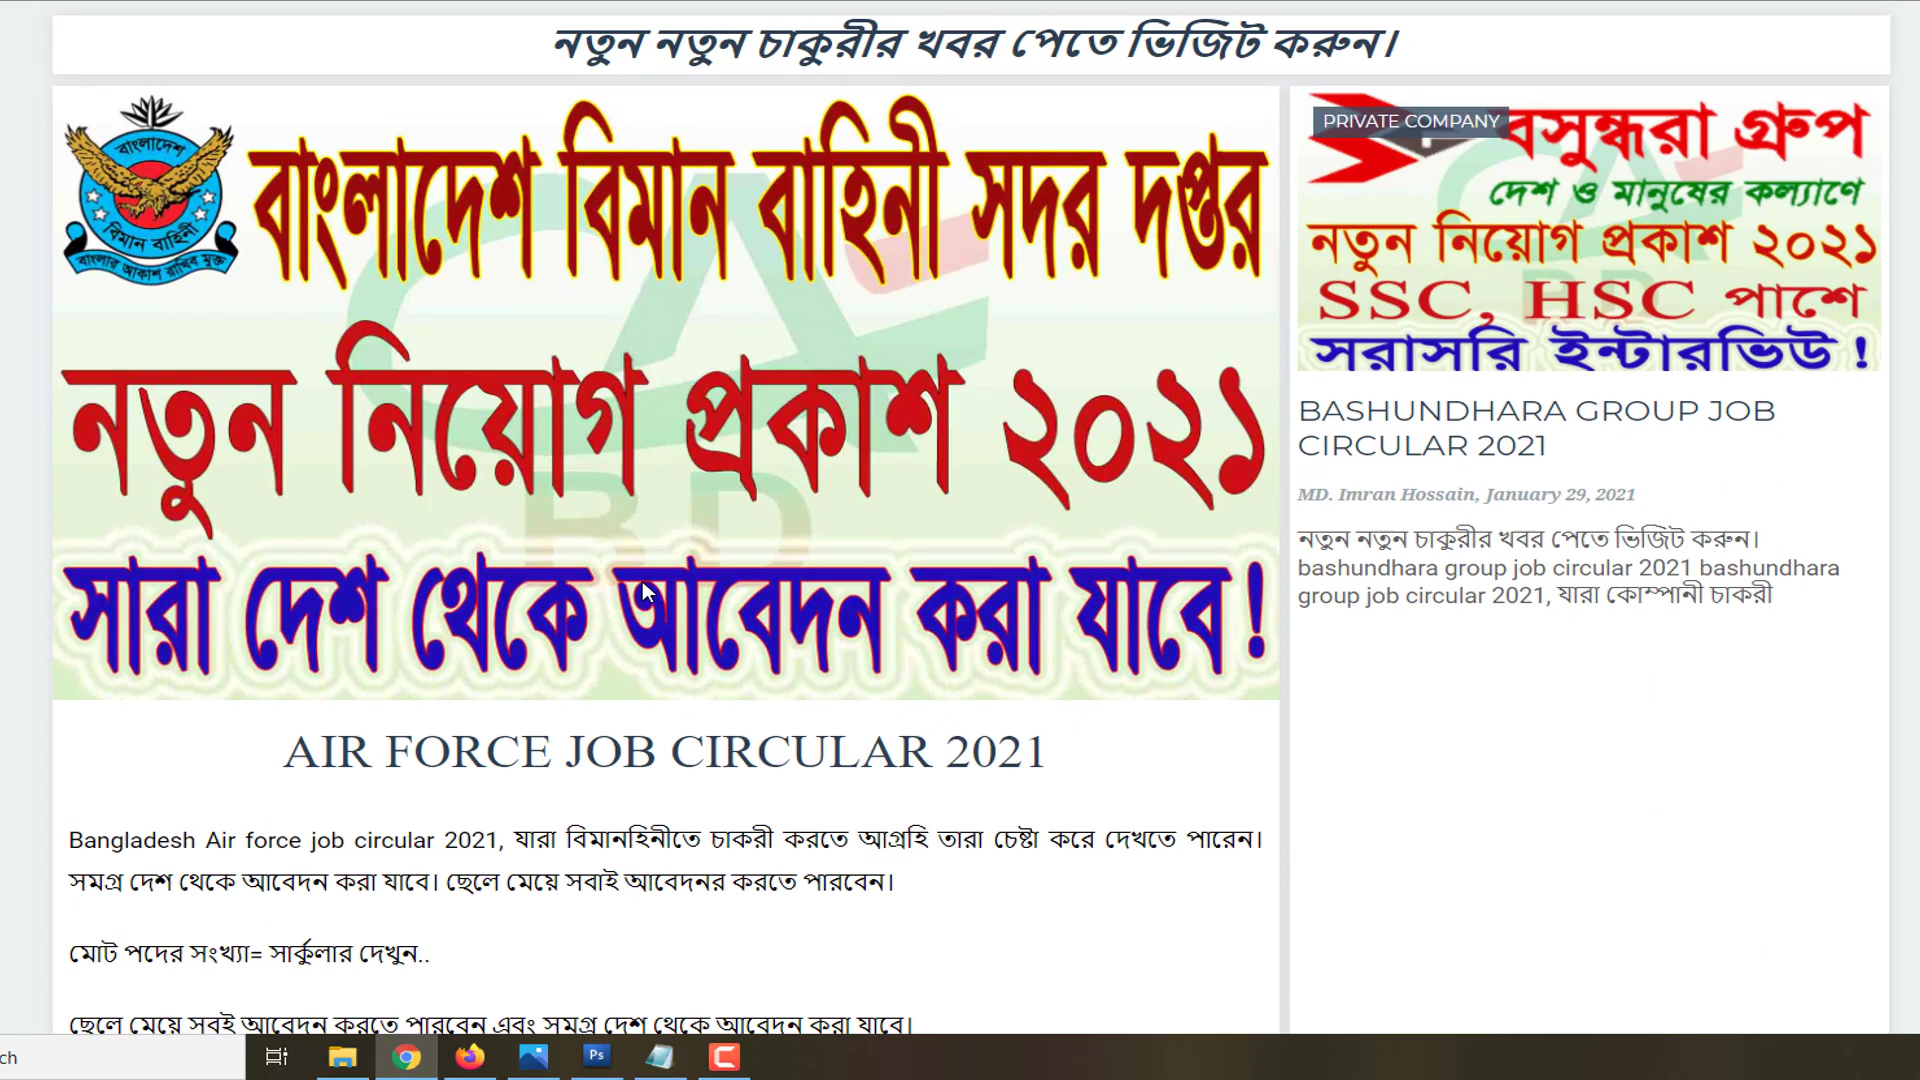 নতুন নতুন চাকুরীর খবর পেতে ভিজিট করুন।
বাংলাদেশ
বিমান বাহিনী
বাংলার আকাশ রাখিব মুক্ত
বাংলাদেশ বিমান বাহিনী সদর দপ্তর
নতুন নিয়োগ প্রকাশ ২০২১
BD
সারা দেশ থেকে আবেদন করা যাবে!
AIR FORCE JOB CIRCULAR 2021
Bangladesh Air force job circular 2021, যারা বিমানহিনীতে চাকরী করতে আগ্রহি তারা চেষ্টা করে দেখতে পারেন।
সমগ্র দেশ থেকে আবেদন করা যাবে। ছেলে মেয়ে সবাই আবেদনর করতে পারবেন।
মোট পদের সংখ্যা= সার্কুলার দেখুন..
ছেলে মেয়ে সবই আবেদন করতে পারবেন এবং সমগ্র দেশ থেকে আবেদন করা যাবে।
PRIVATE COMPANY
বসুন্ধরা গ্রুপ
দেশ ও মানুষের কল্যাণে
নতুন নিয়োগ প্রকাশ ২০২১
SSC, HSC পাশে
সরাসরি ইন্টারভিউ!
BASHUNDHARA GROUP JOB
CIRCULAR 2021
MD. Imran Hossain, January 29, 2021
নতুন নতুন চাকুরীর খবর পেতে ভিজিট করুন।
bashundhara group job circular 2021 bashundhara
group job circular 2021, যারা কোম্পানী চাকরী
ch
Ps